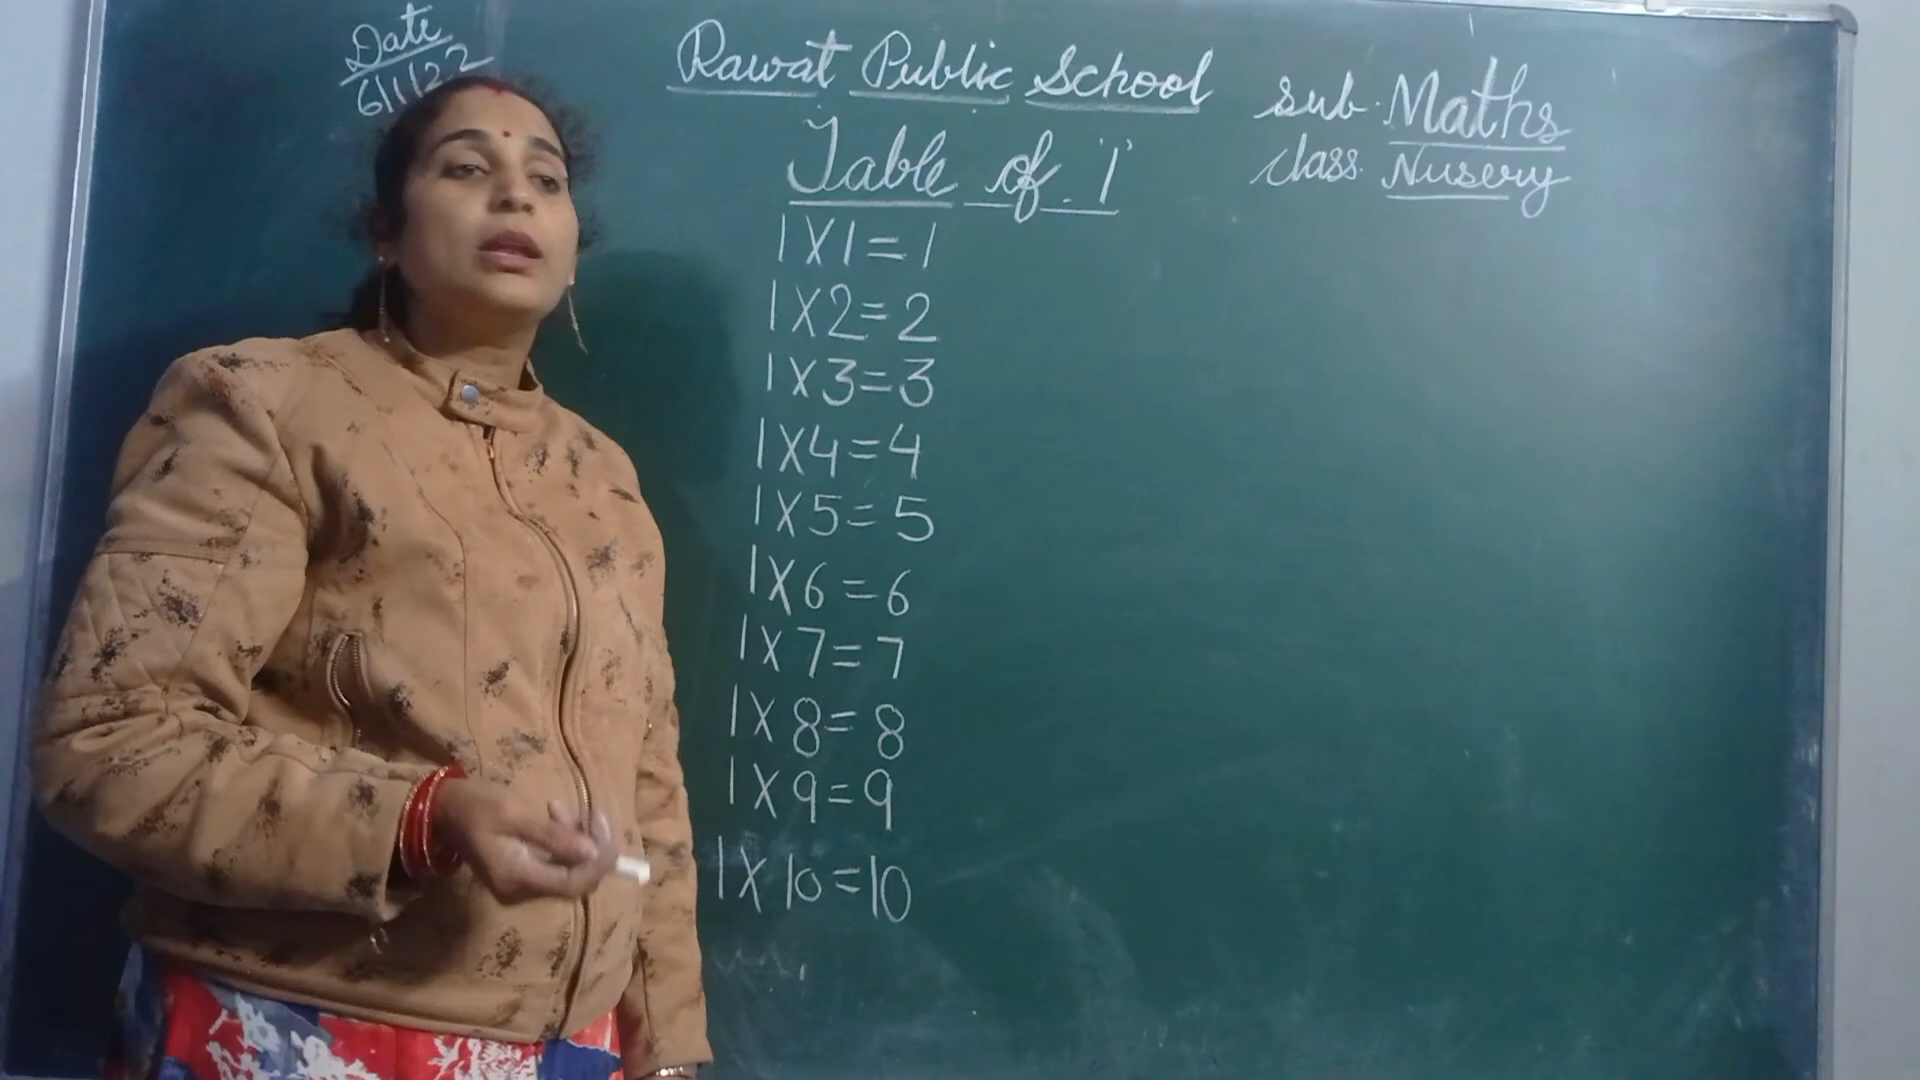 Date
6/1/22
Rawat Public School
Sub. Maths
Class. Nusery
Table of '1'
1X1=1
1X2=2
1X3=3
1X4=4
1X5=5
1X6=6
1X7=7
1X8=8
1X9=9
1X10=10